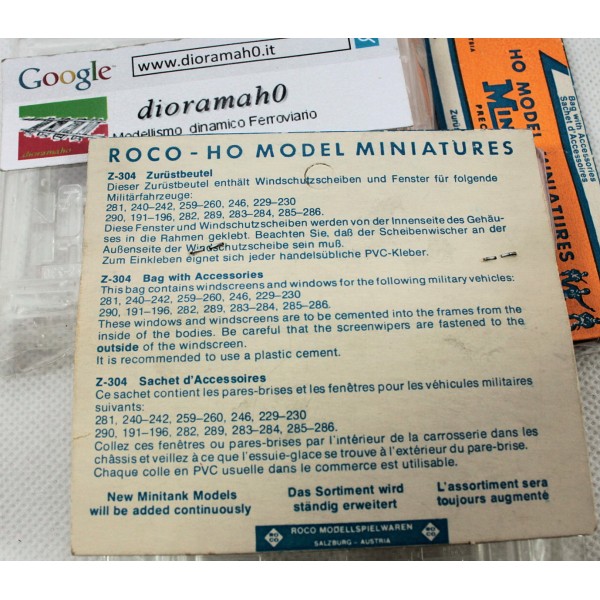 Google™
www.dioramah0.it
dioramah0
Modellismo dinamico Ferroviario
dioramaho
HO MODEL
MINIATURES
Bag with Accessories
Sachet d'Accessoires
ROCO - HO MODEL MINIATURES
Z-304 Zurüstbeutel
Dieser Zurüstbeutel enthält Windschutzscheiben und Fenster für folgende
Militärfahrzeuge:
281, 240–242, 259–260, 246, 229–230
290, 191–196, 282, 289, 283–284, 285–286.
Diese Fenster und Windschutzscheiben werden von der Innenseite des Gehäu-
ses in die Rahmen geklebt. Beachten Sie, daß der Scheibenwischer an der
Außenseite der Windschutzscheibe sein muß.
Zum Einkleben eignet sich jeder handelsübliche PVC-Kleber.
Z-304 Bag with Accessories
This bag contains windscreens and windows for the following military vehicles:
281, 240–242, 259–260, 246, 229–230
290, 191–196, 282, 289, 283–284, 285–286.
These windows and windscreens are to be cemented into the frames from the
inside of the bodies. Be careful that the screenwipers are fastened to the
outside of the windscreen.
It is recommended to use a plastic cement.
Z-304 Sachet d'Accessoires
Ce sachet contient les pares-brises et les fenêtres pour les véhicules militaires
suivants:
281, 240–242, 259–260, 246, 229–230
290, 191–196, 282, 289, 283–284, 285–286.
Collez ces fenêtres ou pares-brises par l'intérieur de la carrosserie dans les
châssis et veillez à ce que l'essuie-glace se trouve à l'extérieur du pare-brise.
Chaque colle en PVC usuelle dans le commerce est utilisable.
New Minitank Models
will be added continuously
Das Sortiment wird
ständig erweitert
L'assortiment sera
toujours augmenté
ROCO
ROCO MODELLSPIELWAREN
SALZBURG – AUSTRIA
ROCO